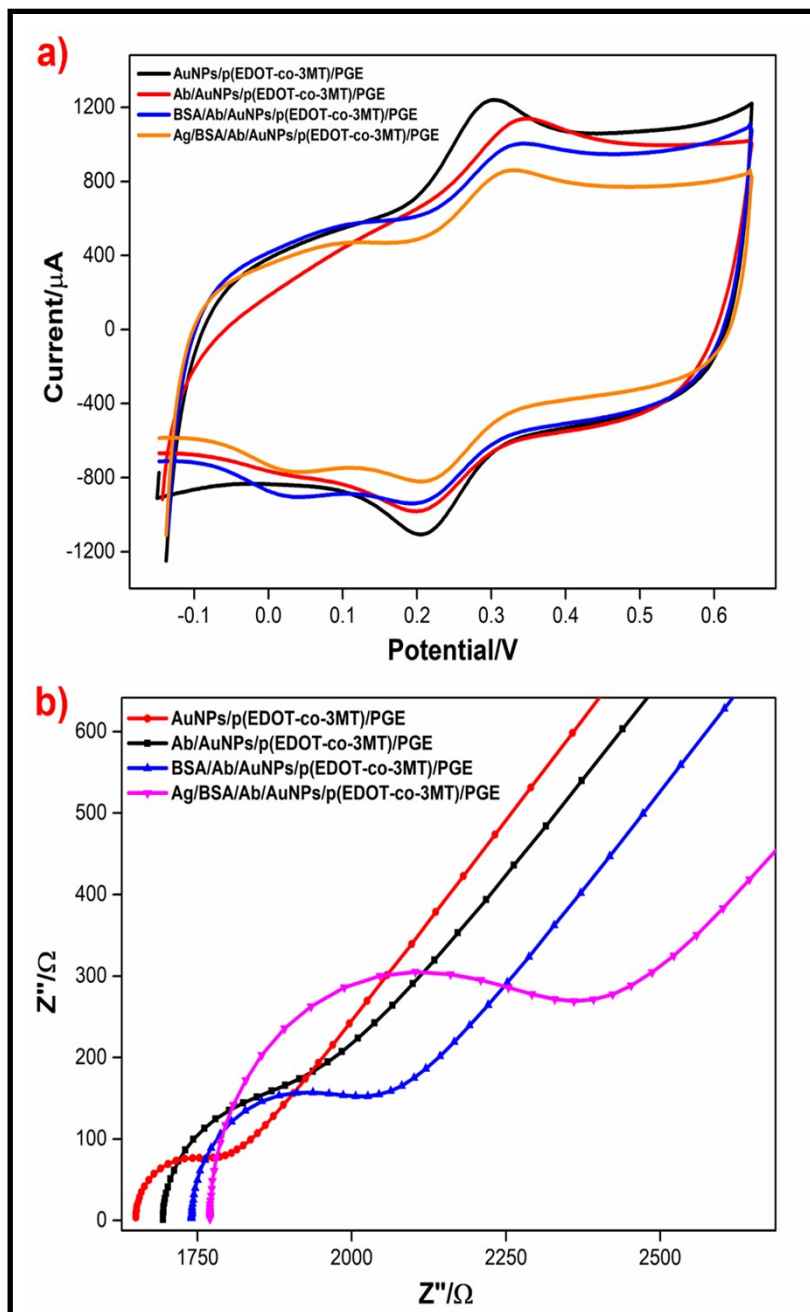 a)
AuNPs/p(EDOT-co-3MT)/PGE
Ab/AuNPs/p(EDOT-co-3MT)/PGE
BSA/Ab/AuNPs/p(EDOT-co-3MT)/PGE
Ag/BSA/Ab/AuNPs/p(EDOT-co-3MT)/PGE
1200
800
400
0
-400
-800
-1200
Current/µA
-0.1 0.0 0.1 0.2 0.3 0.4 0.5 0.6
Potential/V
b)
AuNPs/p(EDOT-co-3MT)/PGE
Ab/AuNPs/p(EDOT-co-3MT)/PGE
BSA/Ab/AuNPs/p(EDOT-co-3MT)/PGE
Ag/BSA/Ab/AuNPs/p(EDOT-co-3MT)/PGE
600
500
400
300
200
100
0
Z"/Ω
1750 2000 2250 2500
Z"/Ω